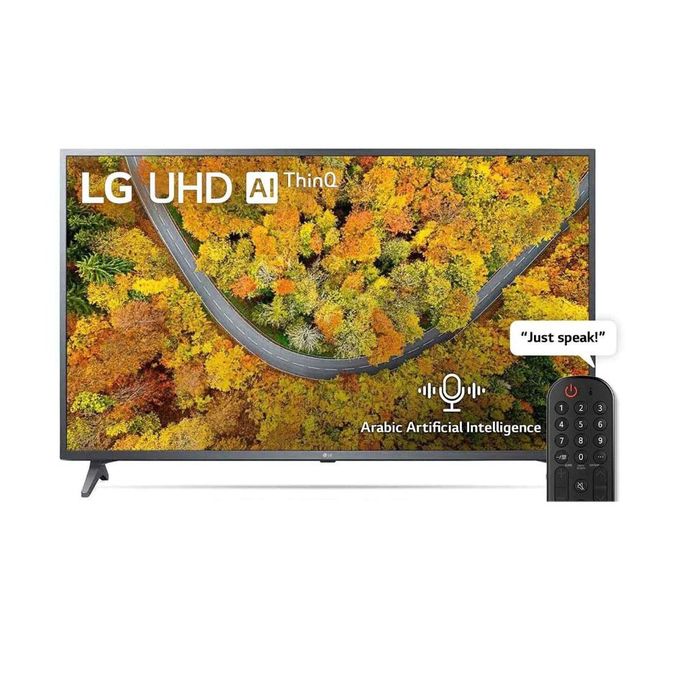 LG UHD AI ThinQ
"Just speak!"
Arabic Artificial Intelligence
LG
1 2 3
4 5 6
7 8 9
-/≣ 0 ···